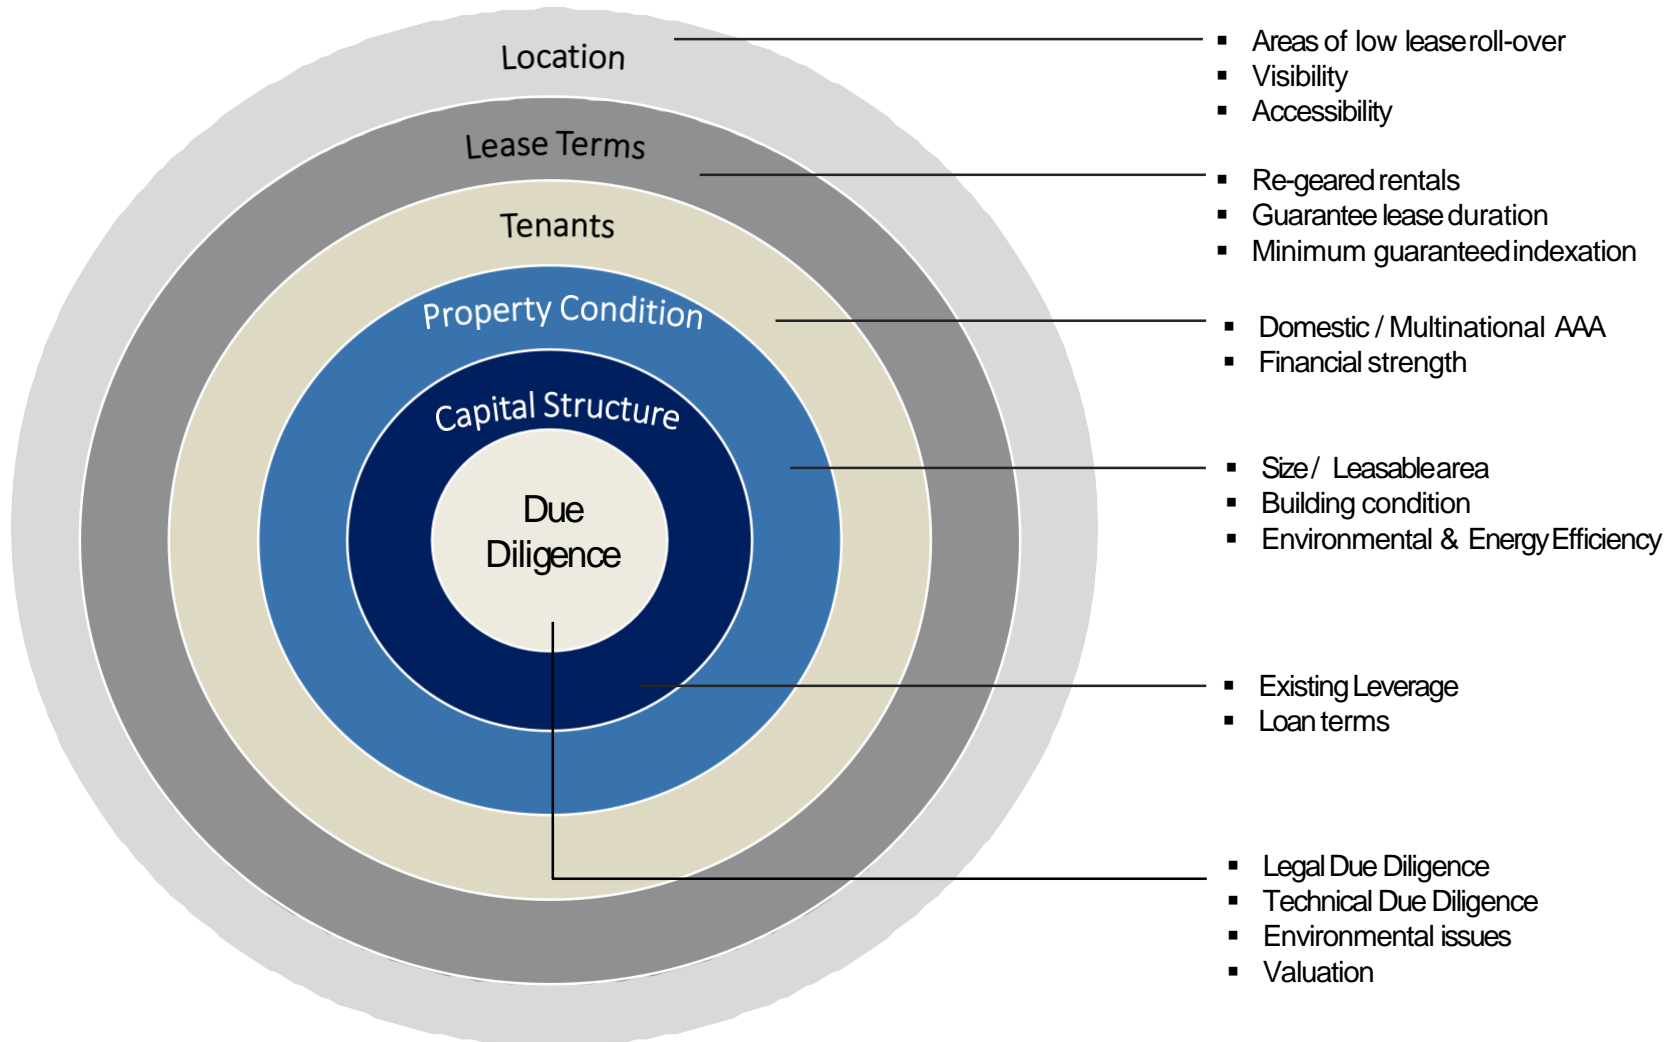 Location
Lease Terms
Tenants
Property Condition
Capital Structure
Due
Diligence
▪ Areas of low lease roll-over
▪ Visibility
▪ Accessibility
▪ Re-geared rentals
▪ Guarantee lease duration
▪ Minimum guaranteed indexation
▪ Domestic / Multinational AAA
▪ Financial strength
▪ Size / Leasable area
▪ Building condition
▪ Environmental & Energy Efficiency
▪ Existing Leverage
▪ Loan terms
▪ Legal Due Diligence
▪ Technical Due Diligence
▪ Environmental issues
▪ Valuation